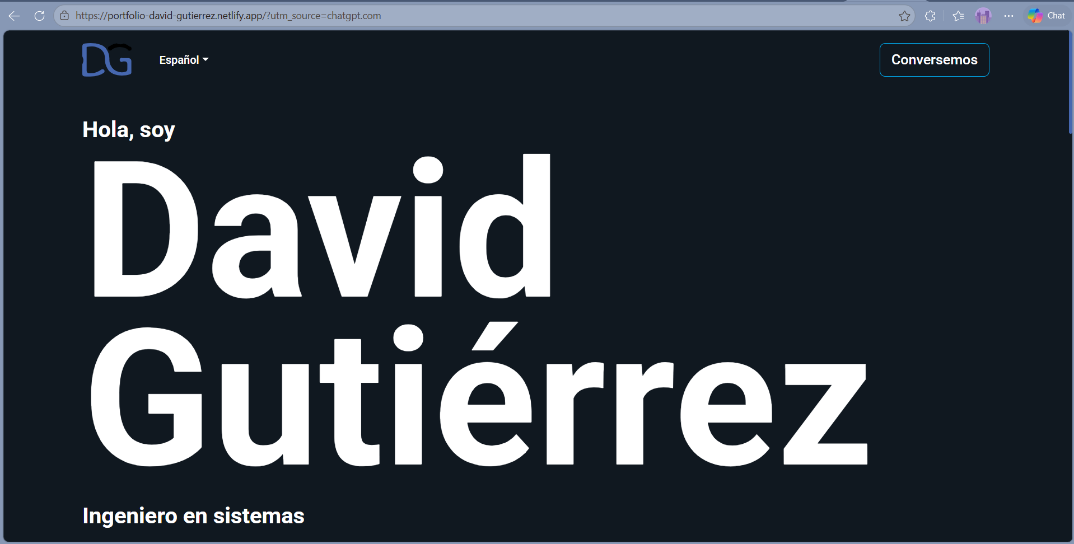 https://portfolio-david-gutierrez.netlify.app/?utm_source=chatgpt.com
Chat
DG
Español
Conversemos
Hola, soy
David
Gutiérrez
Ingeniero en sistemas